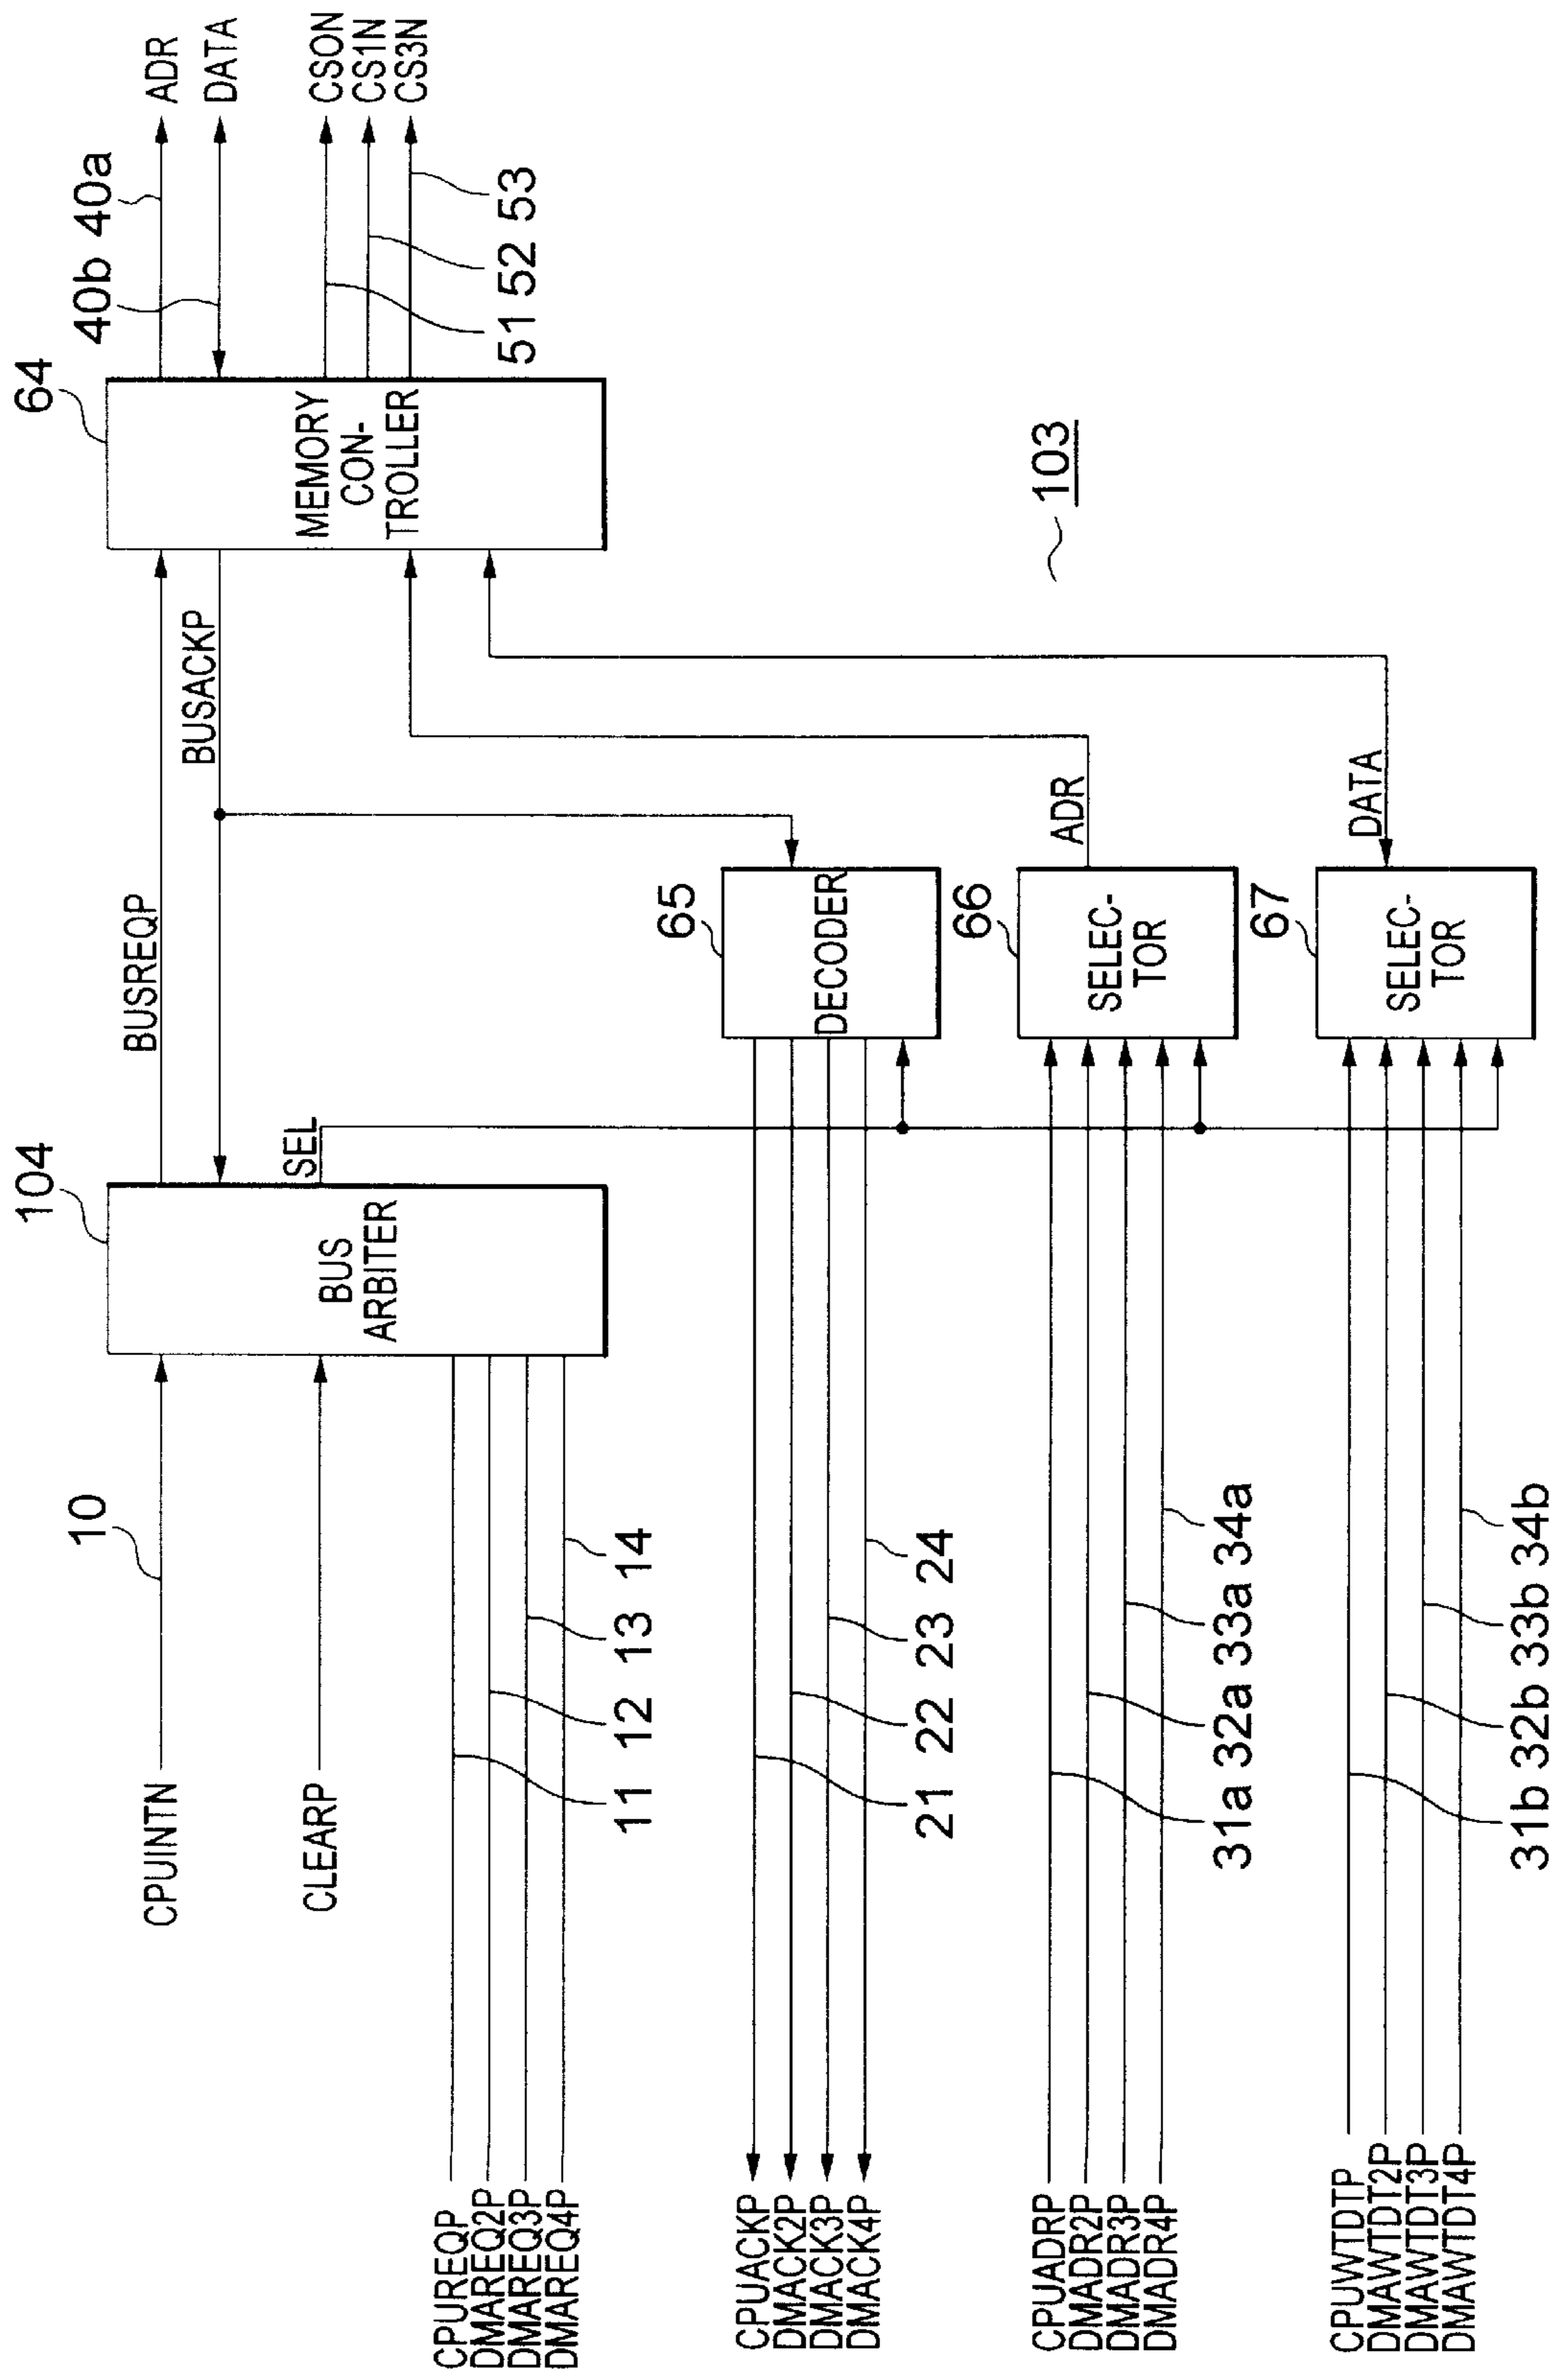 104
64
10
CPUINTN
BUSREQP
40b
40a
ADR
BUSACKP
DATA
CLEARP
BUS
ARBITER
SEL
MEMORY
CON-
TROLLER
CSON
CS1N
CS3N
CPUREQP
DMAREQ2P
DMAREQ3P
DMAREQ4P
11
12
13
14
51
52
53
65
CPUACKP
DMACK2P
DMACK3P
DMACK4P
DECODER
21
22
23
24
66
CPUADRP
DMADR2P
DMADR3P
DMADR4P
SELEC-
TOR
ADR
103
31a
32a
33a
34a
67
CPUWTDTP
DMAWTDT2P
DMAWTDT3P
DMAWTDT4P
SELEC-
TOR
DATA
31b
32b
33b
34b